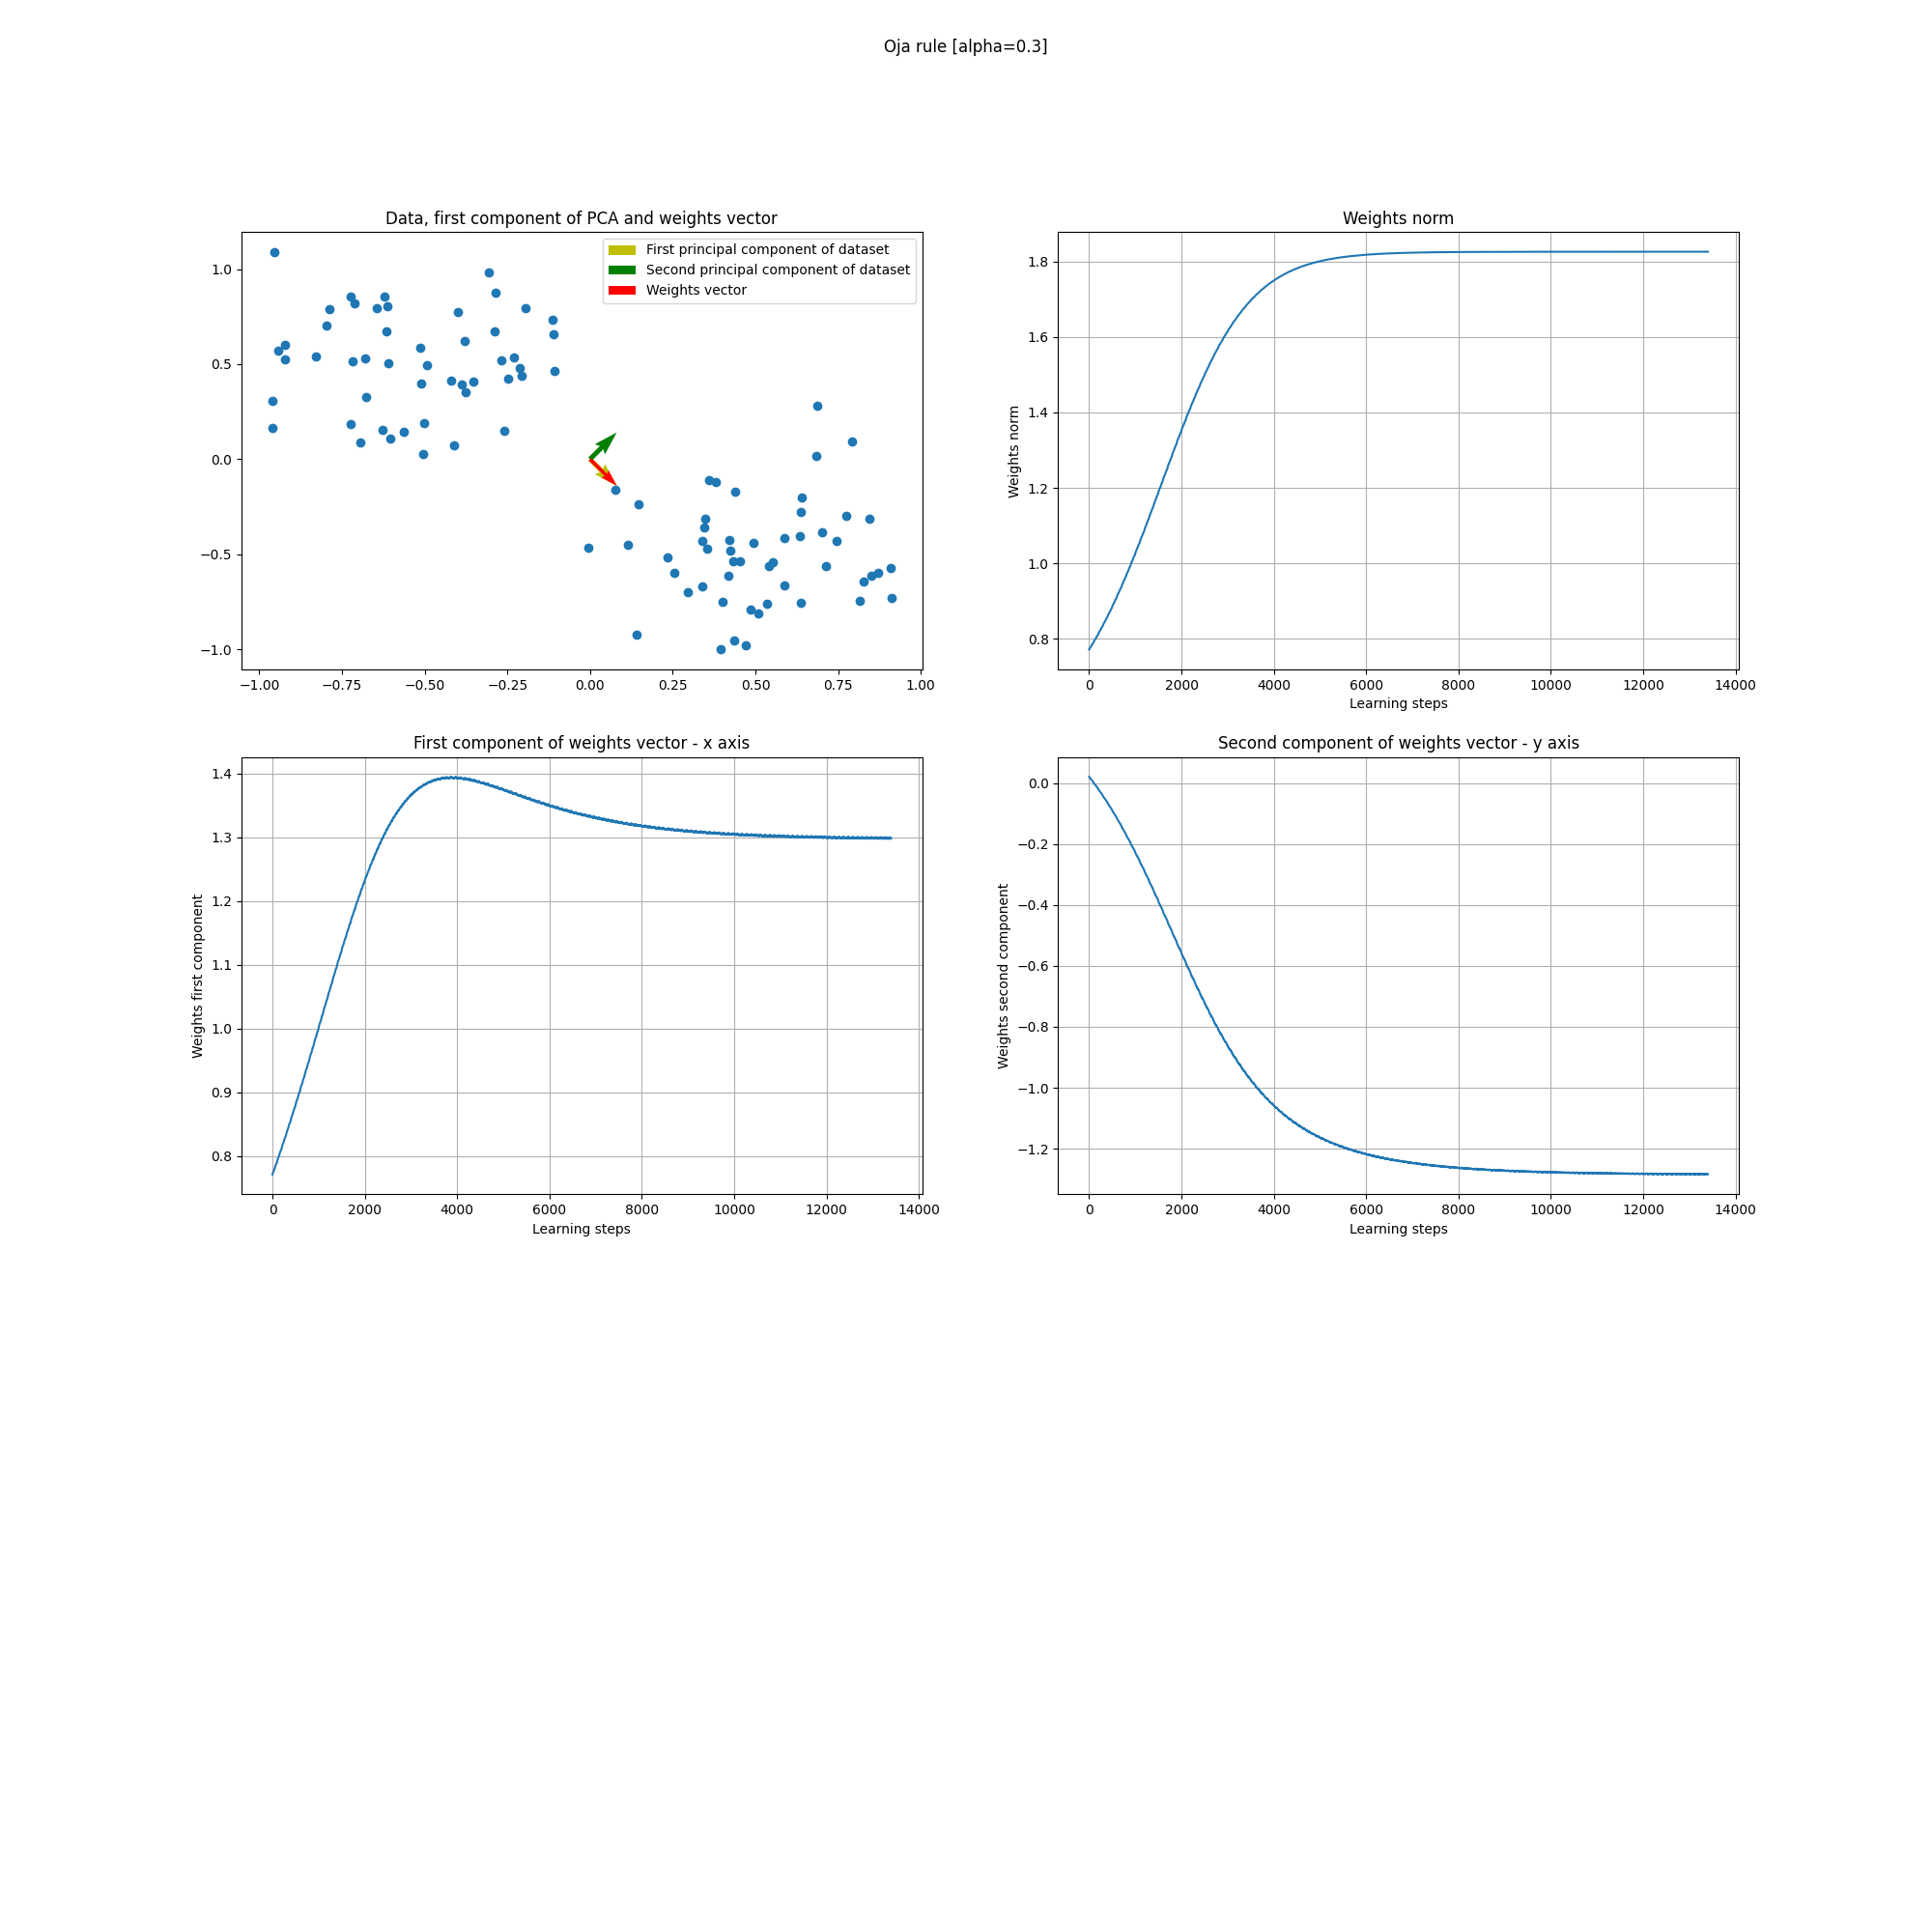 Oja rule [alpha=0.3]
Data, first component of PCA and weights vector
First principal component of dataset
Second principal component of dataset
Weights vector
1.0
0.5
0.0
−0.5
−1.0
−1.00 −0.75 −0.50 −0.25 0.00 0.25 0.50 0.75 1.00
Weights norm
Weights norm
1.8
1.6
1.4
1.2
1.0
0.8
0 2000 4000 6000 8000 10000 12000 14000
Learning steps
First component of weights vector - x axis
Weights first component
1.4
1.3
1.2
1.1
1.0
0.9
0.8
0 2000 4000 6000 8000 10000 12000 14000
Learning steps
Second component of weights vector - y axis
Weights second component
0.0
−0.2
−0.4
−0.6
−0.8
−1.0
−1.2
0 2000 4000 6000 8000 10000 12000 14000
Learning steps